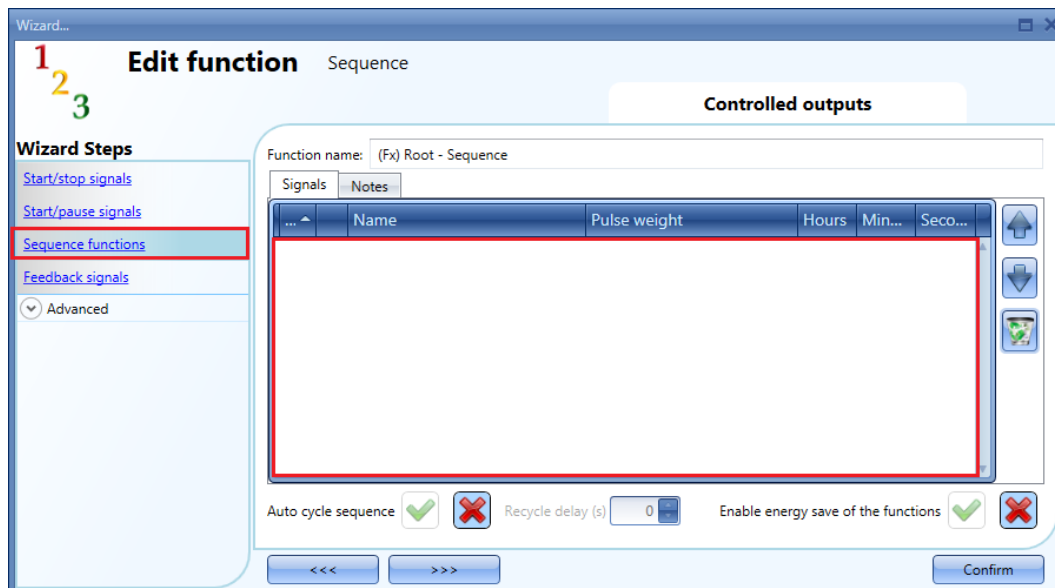 Wizard...
1
2
3
Edit function Sequence
Controlled outputs
Wizard Steps
Start/stop signals
Start/pause signals
Sequence functions
Feedback signals
Advanced
Function name: (Fx) Root - Sequence
Signals Notes
... Name Pulse weight Hours Min... Seco...
Auto cycle sequence Recycle delay (s) 0 Enable energy save of the functions
<<< >>> Confirm